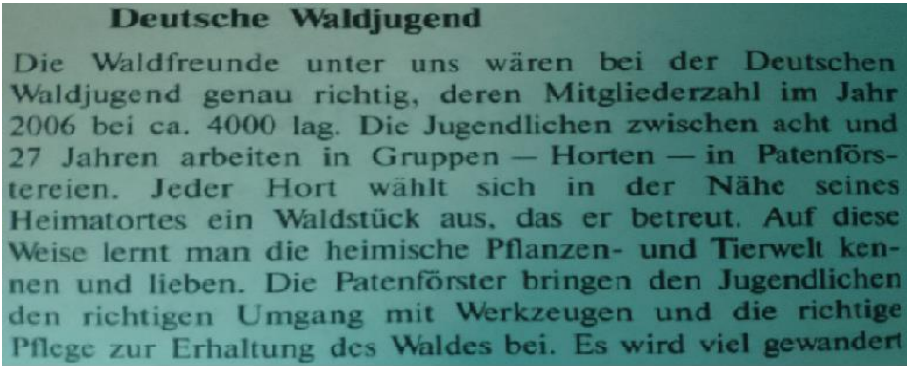 Deutsche Waldjugend
Die Waldfreunde unter uns wären bei der Deutschen
Waldjugend genau richtig, deren Mitgliederzahl im Jahr
2006 bei ca. 4000 lag. Die Jugendlichen zwischen acht und
27 Jahren arbeiten in Gruppen — Horten — in Patenförs-
tereien. Jeder Hort wählt sich in der Nähe seines
Heimatortes ein Waldstück aus, das er betreut. Auf diese
Weise lernt man die heimische Pflanzen- und Tierwelt ken-
nen und lieben. Die Patenförster bringen den Jugendlichen
den richtigen Umgang mit Werkzeugen und die richtige
Pflege zur Erhaltung des Waldes bei. Es wird viel gewandert